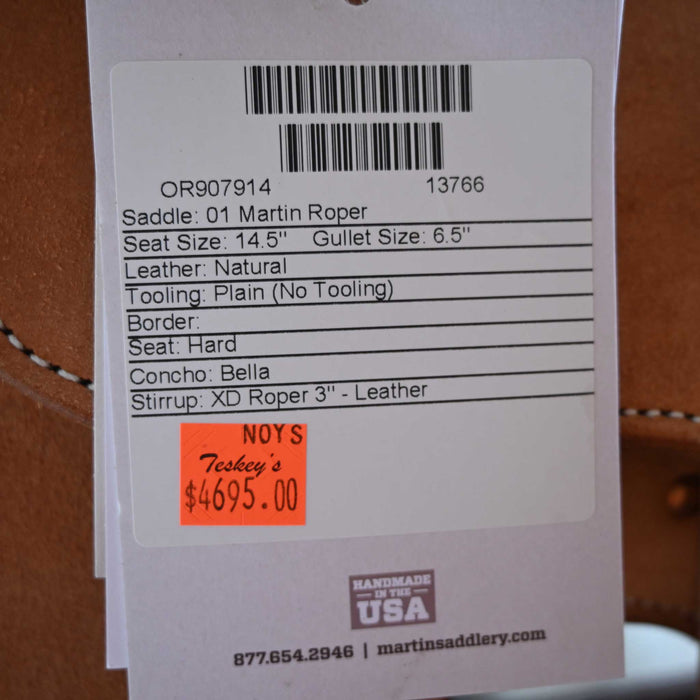 OR907914 13766
Saddle: 01 Martin Roper
Seat Size: 14.5" Gullet Size: 6.5"
Leather: Natural
Tooling: Plain (No Tooling)
Border:
Seat: Hard
Concho: Bella
Stirrup: XD Roper 3" - Leather
NOYS
Teskey's
$4695.00
HANDMADE
IN THE
USA
877.654.2946 | martinsaddlery.com